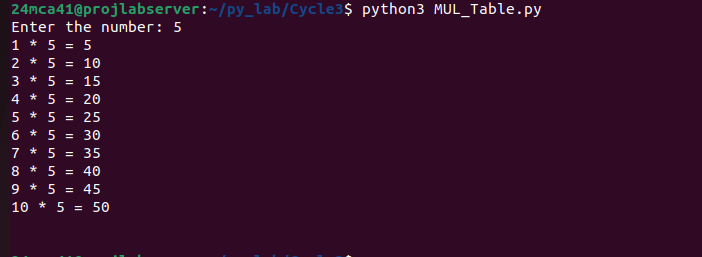 24mca41@projlabserver:~/py_lab/Cycle3$ python3 MUL_Table.py
Enter the number: 5
1 * 5 = 5
2 * 5 = 10
3 * 5 = 15
4 * 5 = 20
5 * 5 = 25
6 * 5 = 30
7 * 5 = 35
8 * 5 = 40
9 * 5 = 45
10 * 5 = 50